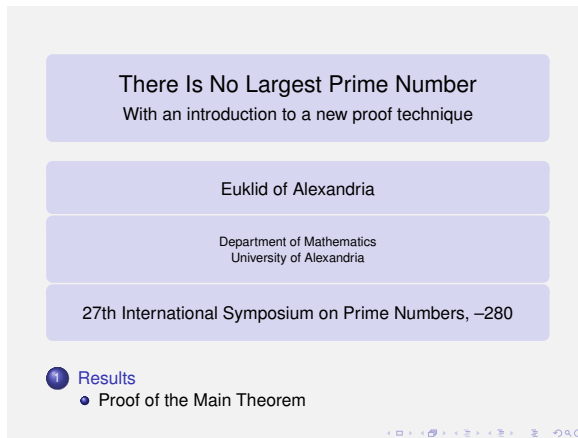 There Is No Largest Prime Number
With an introduction to a new proof technique
Euklid of Alexandria
Department of Mathematics
University of Alexandria
27th International Symposium on Prime Numbers, –280
1 Results
Proof of the Main Theorem